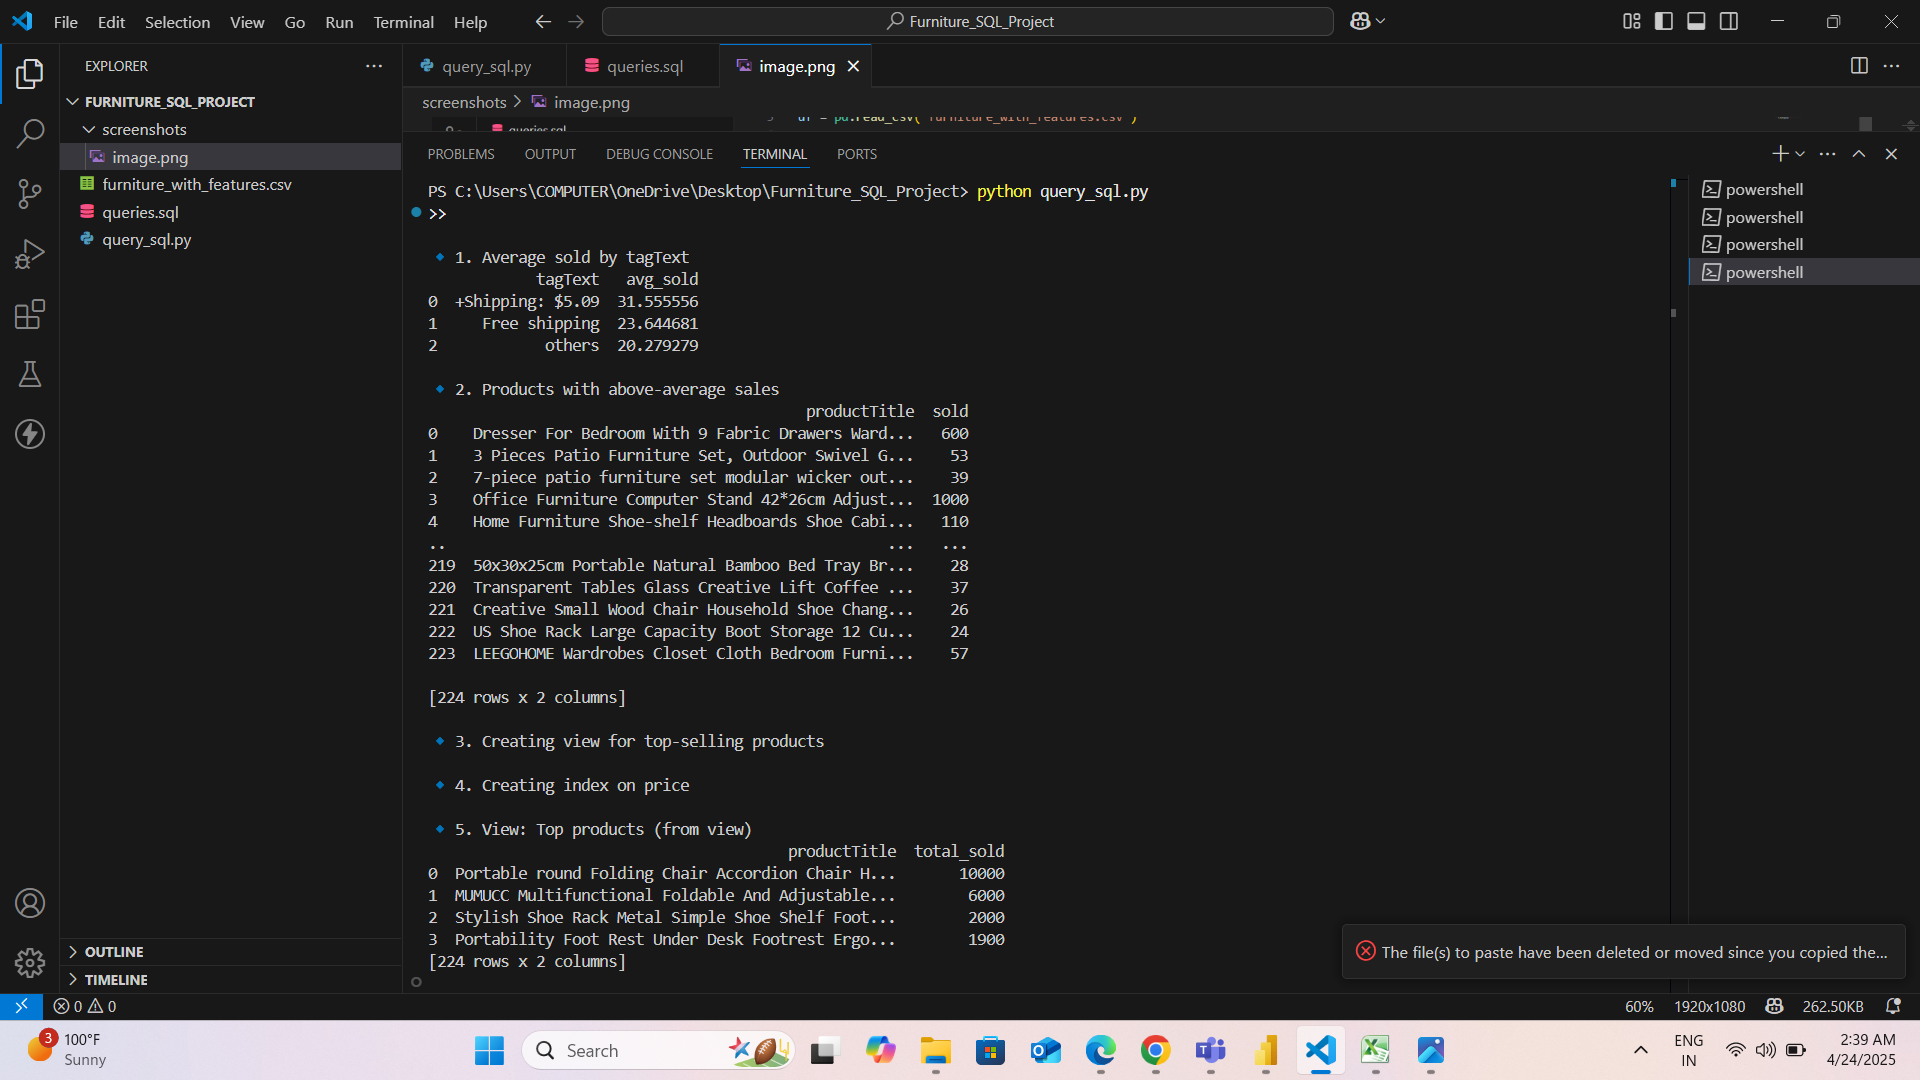 File Edit Selection View Go Run Terminal Help
Furniture_SQL_Project
EXPLORER
FURNITURE_SQL_PROJECT
screenshots
image.png
furniture_with_features.csv
queries.sql
query_sql.py
OUTLINE
TIMELINE
query_sql.py
queries.sql
image.png
screenshots > image.png
queries.sql
df = pd.read_csv("furniture_with_features.csv")
PROBLEMS OUTPUT DEBUG CONSOLE TERMINAL PORTS
PS C:\Users\COMPUTER\OneDrive\Desktop\Furniture_SQL_Project> python query_sql.py
>>
1. Average sold by tagText
tagText avg_sold
0 +Shipping: $5.09 31.555556
1 Free shipping 23.644681
2 others 20.279279
2. Products with above-average sales
productTitle sold
0 Dresser For Bedroom With 9 Fabric Drawers Ward... 600
1 3 Pieces Patio Furniture Set, Outdoor Swivel G... 53
2 7-piece patio furniture set modular wicker out... 39
3 Office Furniture Computer Stand 42*26cm Adjust... 1000
4 Home Furniture Shoe-shelf Headboards Shoe Cabi... 110
.. ... ...
219 50x30x25cm Portable Natural Bamboo Bed Tray Br... 28
220 Transparent Tables Glass Creative Lift Coffee ... 37
221 Creative Small Wood Chair Household Shoe Chang... 26
222 US Shoe Rack Large Capacity Boot Storage 12 Cu... 24
223 LEEGOHOME Wardrobes Closet Cloth Bedroom Furni... 57
[224 rows x 2 columns]
3. Creating view for top-selling products
4. Creating index on price
5. View: Top products (from view)
productTitle total_sold
0 Portable round Folding Chair Accordion Chair H... 10000
1 MUMUCC Multifunctional Foldable And Adjustable... 6000
2 Stylish Shoe Rack Metal Simple Shoe Shelf Foot... 2000
3 Portability Foot Rest Under Desk Footrest Ergo... 1900
[224 rows x 2 columns]
powershell
powershell
powershell
powershell
The file(s) to paste have been deleted or moved since you copied the...
0 0
60% 1920x1080 262.50KB
3
100°F
Sunny
Search
ENG
IN
2:39 AM
4/24/2025